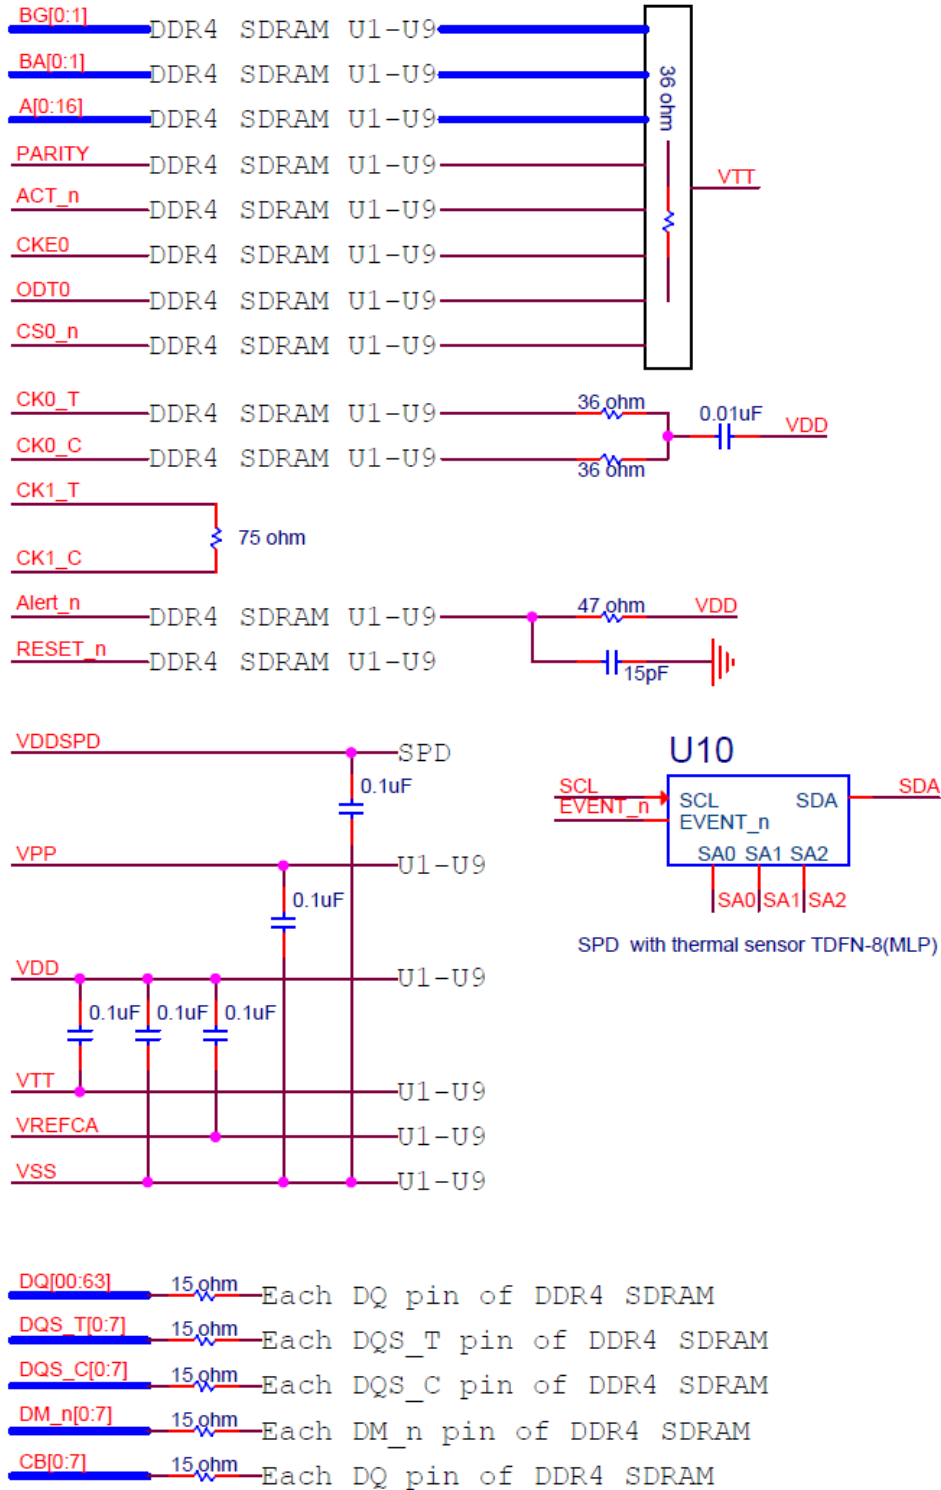 BG[0:1]
DDR4 SDRAM U1-U9
BA[0:1]
DDR4 SDRAM U1-U9
A[0:16]
DDR4 SDRAM U1-U9
36 ohm
PARITY
DDR4 SDRAM U1-U9
VTT
ACT_n
DDR4 SDRAM U1-U9
CKE0
DDR4 SDRAM U1-U9
ODT0
DDR4 SDRAM U1-U9
CS0_n
DDR4 SDRAM U1-U9
CK0_T
DDR4 SDRAM U1-U9
36 ohm
0.01uF
VDD
CK0_C
DDR4 SDRAM U1-U9
36 ohm
CK1_T
75 ohm
CK1_C
Alert_n
DDR4 SDRAM U1-U9
47 ohm
VDD
RESET_n
DDR4 SDRAM U1-U9
15pF
VDDSPD
SPD
0.1uF
VPP
U1-U9
0.1uF
VDD
U1-U9
0.1uF 0.1uF 0.1uF
VTT
U1-U9
VREFCA
U1-U9
VSS
U1-U9
U10
SCL
SCL
SDA
SDA
EVENT_n
EVENT_n
SA0 SA1 SA2
SA0 SA1 SA2
SPD with thermal sensor TDFN-8(MLP)
DQ[00:63]
15 ohm
Each DQ pin of DDR4 SDRAM
DQS_T[0:7]
15 ohm
Each DQS_T pin of DDR4 SDRAM
DQS_C[0:7]
15 ohm
Each DQS_C pin of DDR4 SDRAM
DM_n[0:7]
15 ohm
Each DM_n pin of DDR4 SDRAM
CB[0:7]
15 ohm
Each DQ pin of DDR4 SDRAM